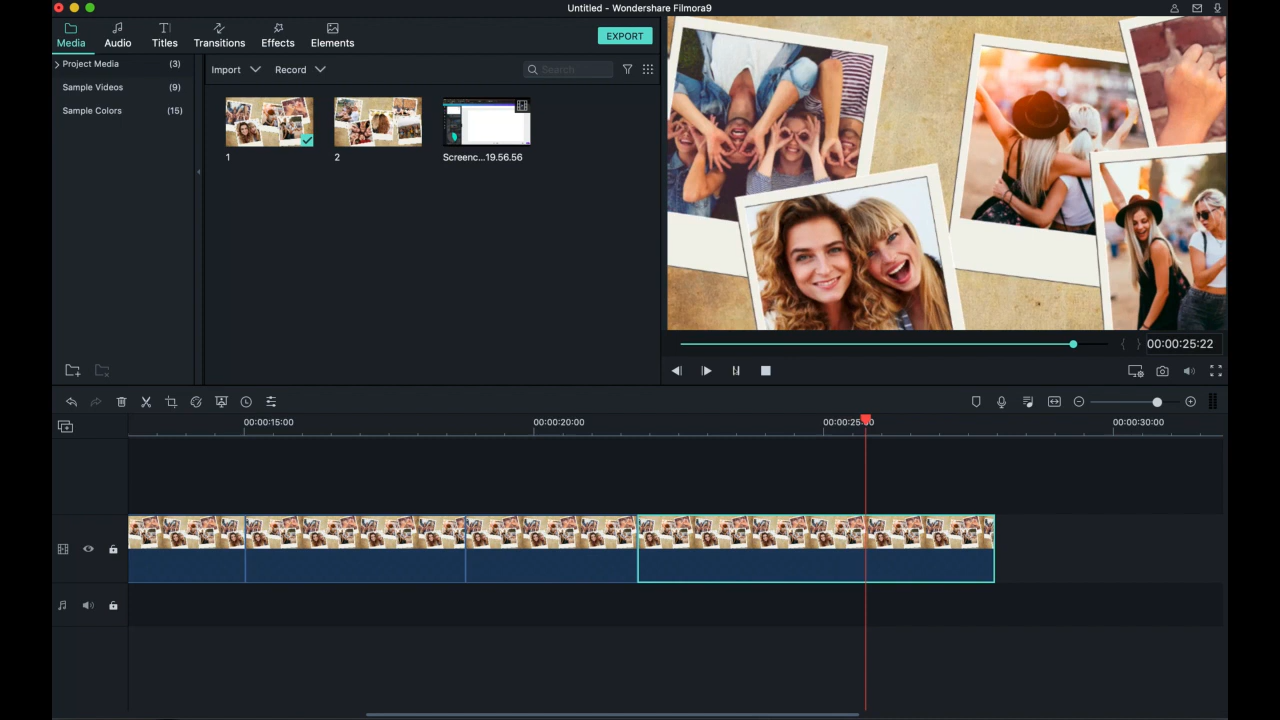 Untitled - Wondershare Filmora9
Media Audio Titles Transitions Effects Elements EXPORT
Project Media (3)
Import Record Search
Sample Videos (9)
Sample Colors (15)
1 2 Screenc...19.56.56
00:00:25:22
00:00:15:00 00:00:20:00 00:00:25:00 00:00:30:00